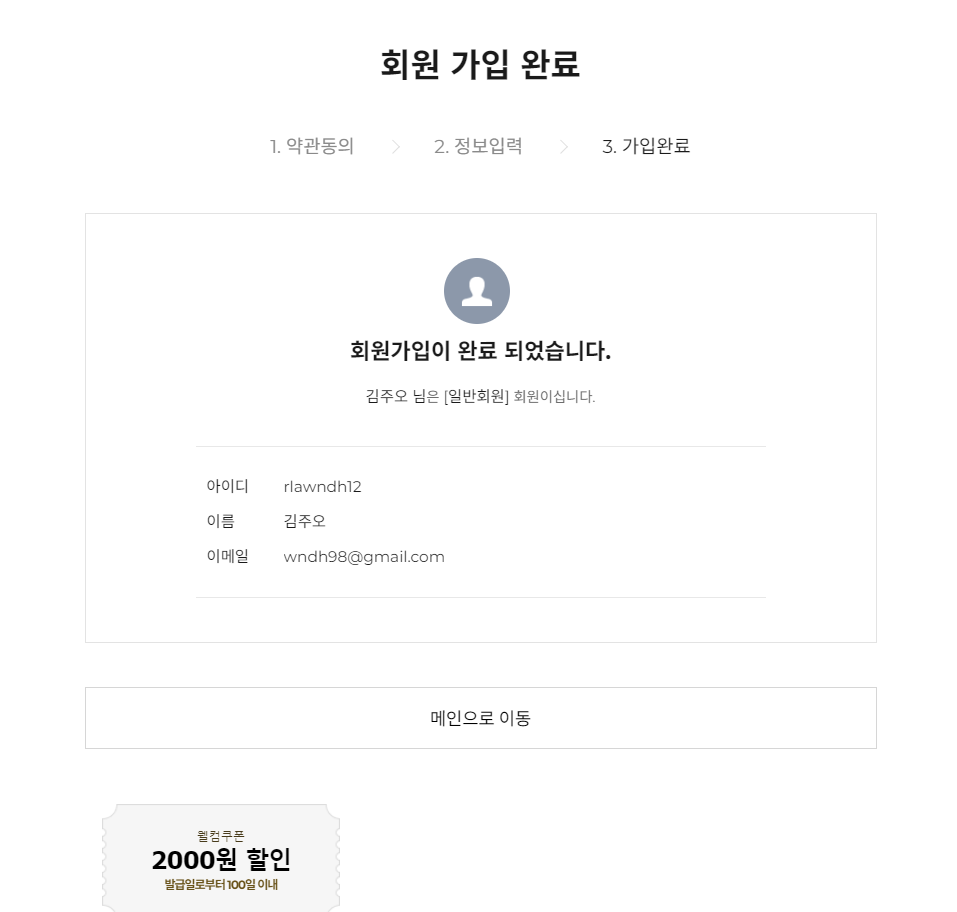 회원 가입 완료
1. 약관동의 2. 정보입력 3. 가입완료
회원가입이 완료 되었습니다.
김주오 님은 [일반회원] 회원이십니다.
아이디 rlawndh12
이름 김주오
이메일 wndh98@gmail.com
메인으로 이동
웰컴쿠폰
2000원 할인
발급일로부터 100일 이내